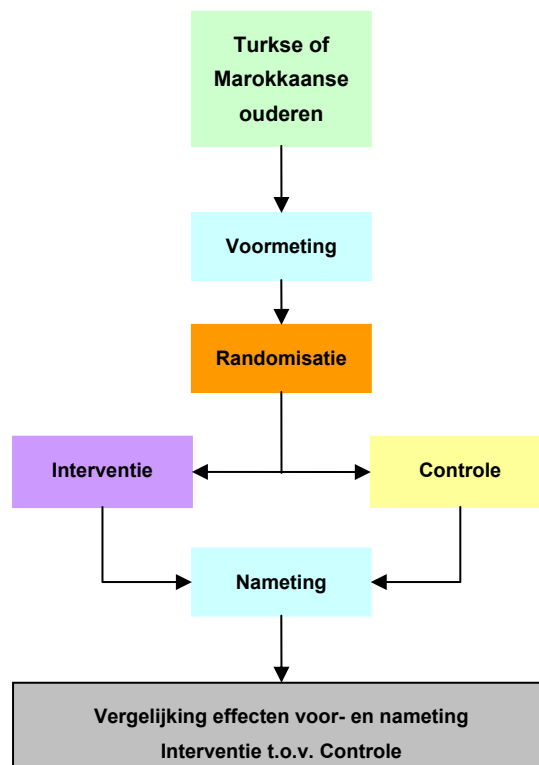 Turkse of
Marokkaanse
ouderen
Voormeting
Randomisatie
Interventie
Controle
Nameting
Vergelijking effecten voor- en nameting
Interventie t.o.v. Controle